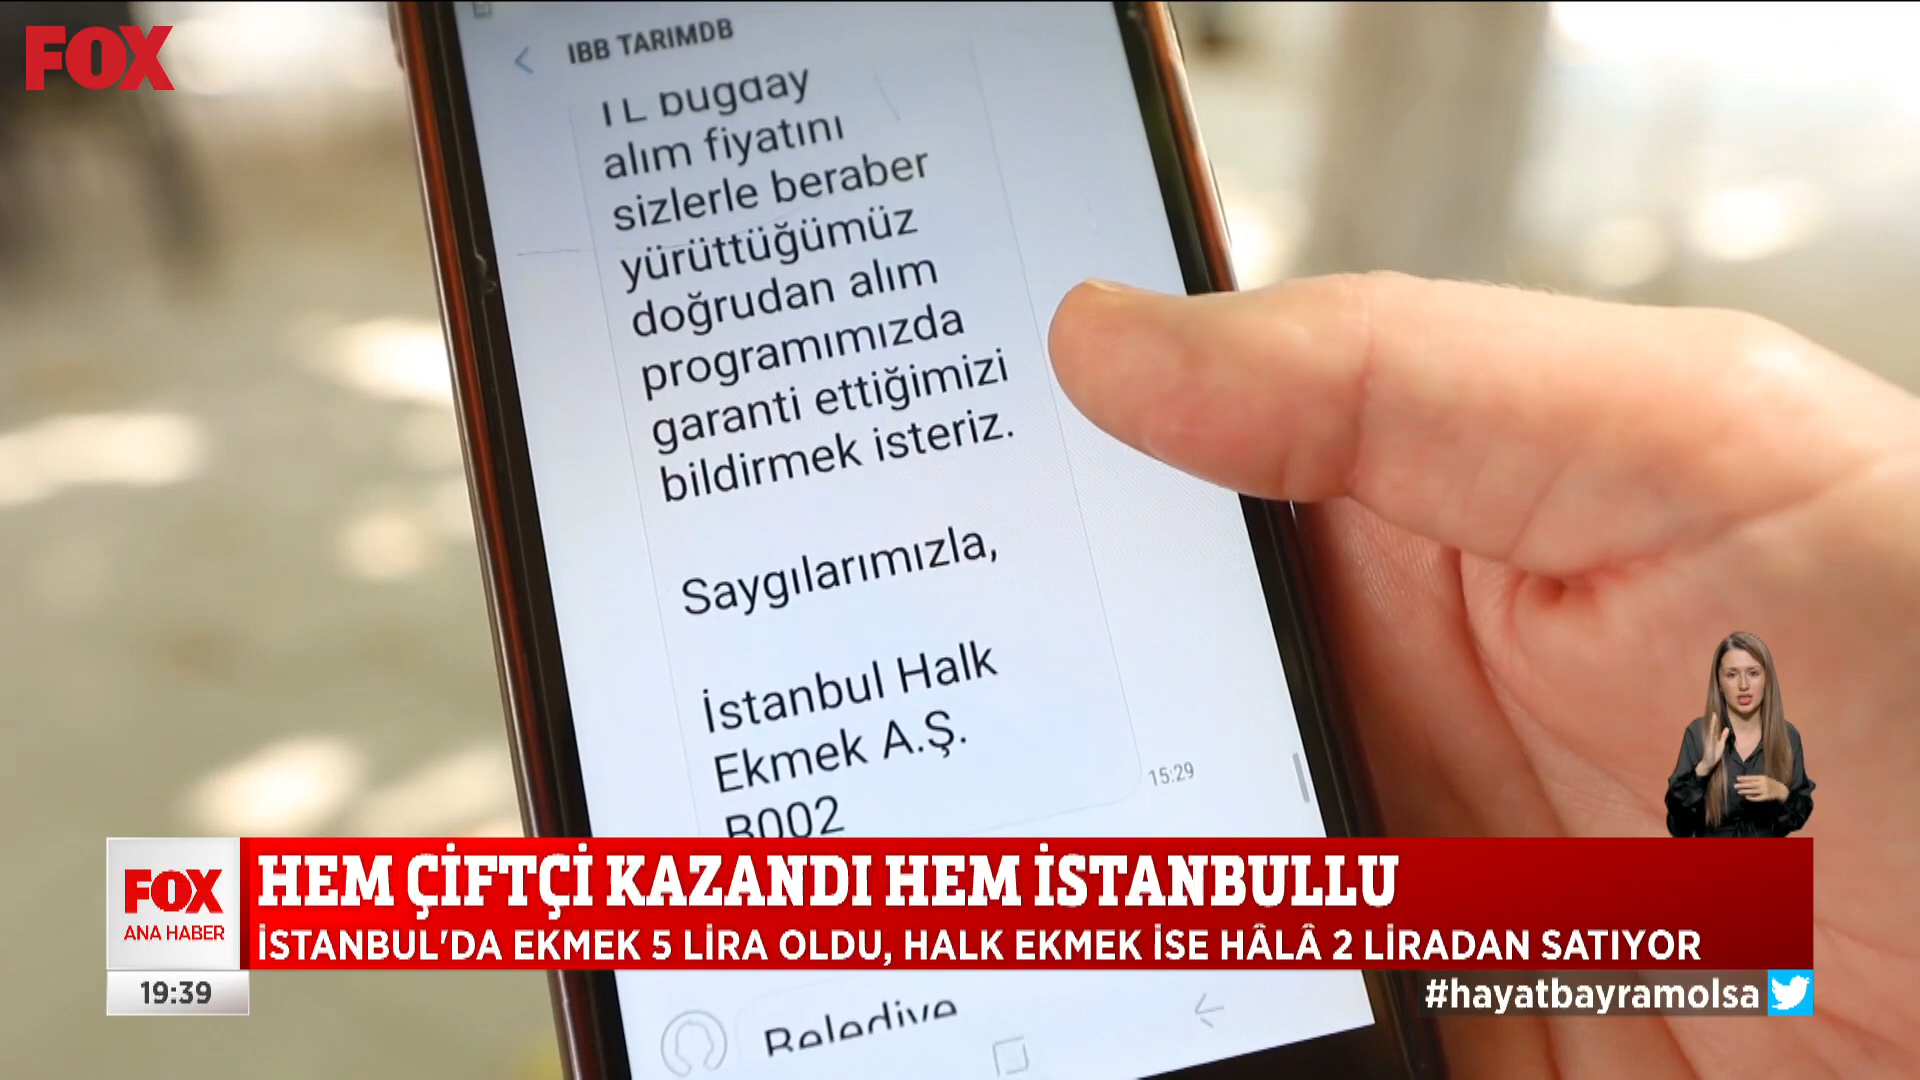 FOX
IBB TARIMDB
TL bugday
alım fiyatını
sizlerle beraber
yürüttüğümüz
doğrudan alım
programımızda
garanti ettiğimizi
bildirmek isteriz.
Saygılarımızla,
İstanbul Halk
Ekmek A.Ş.
B002
15:29
FOX
ANA HABER
HEM ÇİFTÇİ KAZANDI HEM İSTANBULLU
İSTANBUL'DA EKMEK 5 LİRA OLDU, HALK EKMEK İSE HÂLÂ 2 LİRADAN SATIYOR
19:39
#hayatbayramolsa
Belediye